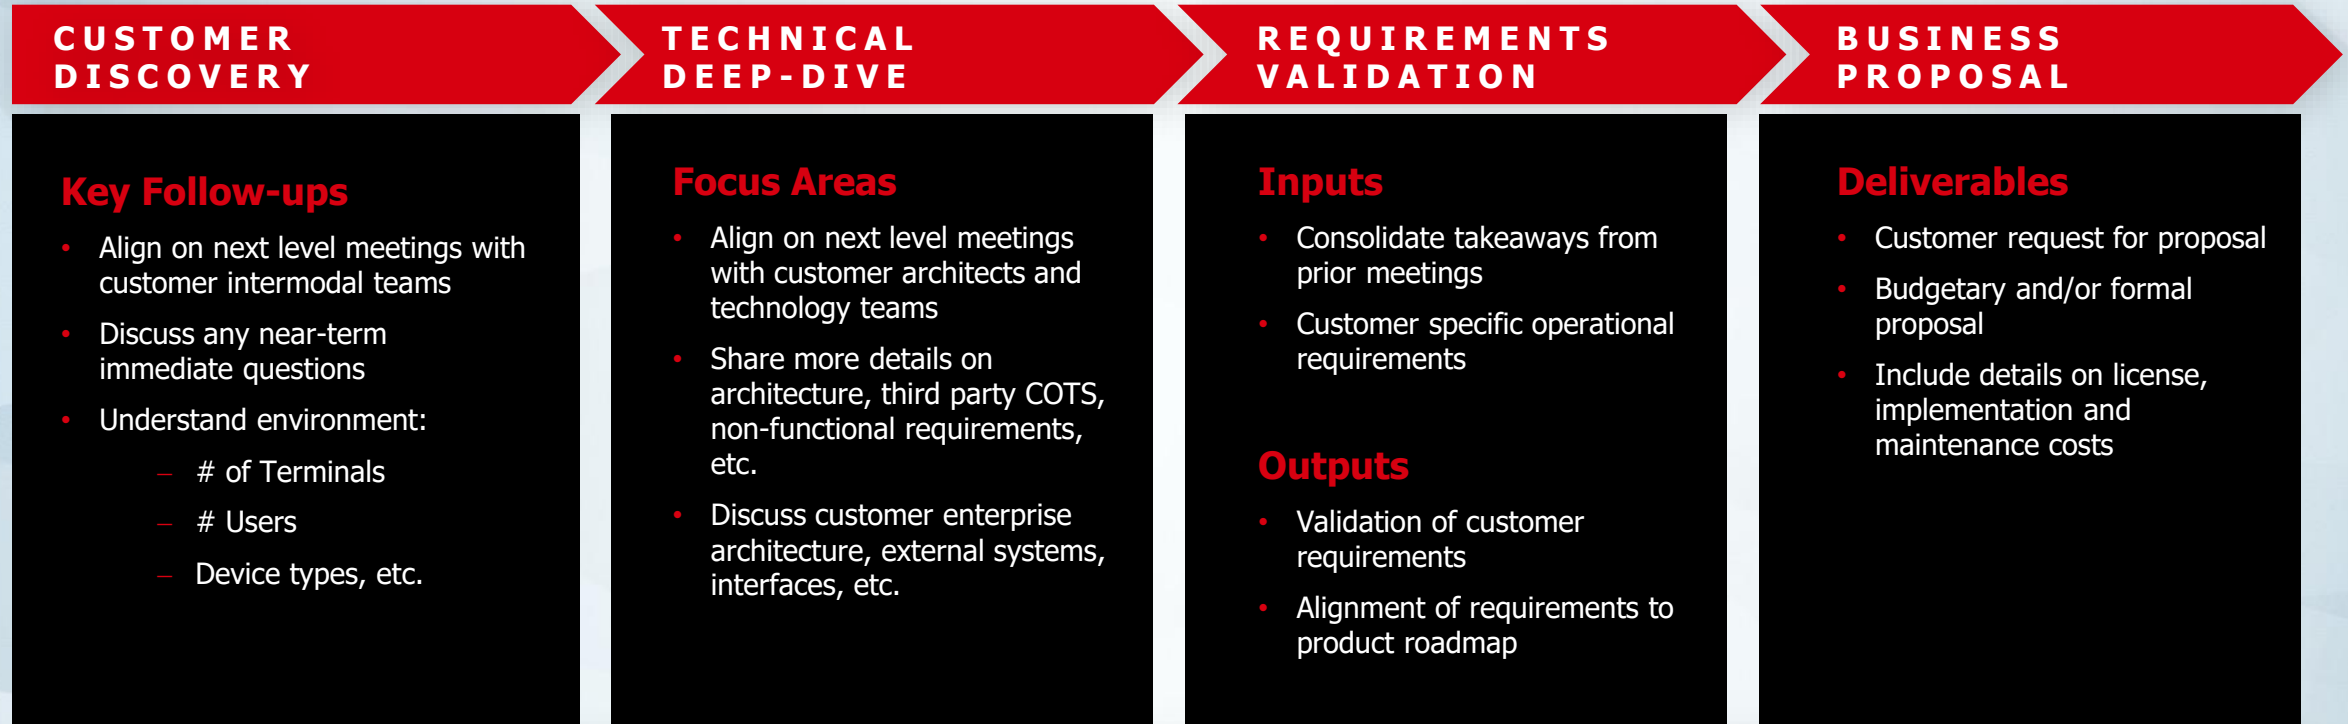 CUSTOMER
DISCOVERY
Key Follow-ups
• Align on next level meetings with
customer intermodal teams
• Discuss any near-term
immediate questions
• Understand environment:
– # of Terminals
– # Users
– Device types, etc.
TECHNICAL
DEEP-DIVE
Focus Areas
• Align on next level meetings
with customer architects and
technology teams
• Share more details on
architecture, third party COTS,
non-functional requirements,
etc.
• Discuss customer enterprise
architecture, external systems,
interfaces, etc.
REQUIREMENTS
VALIDATION
Inputs
• Consolidate takeaways from
prior meetings
• Customer specific operational
requirements
Outputs
• Validation of customer
requirements
• Alignment of requirements to
product roadmap
BUSINESS
PROPOSAL
Deliverables
• Customer request for proposal
• Budgetary and/or formal
proposal
• Include details on license,
implementation and
maintenance costs